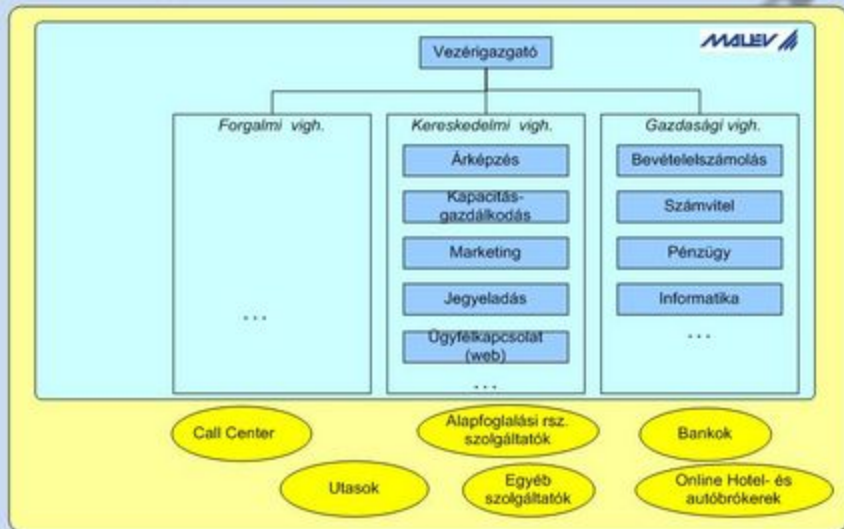 MALEV
Vezérigazgató
Forgalmi vigh.
Kereskedelmi vigh.
Gazdasági vigh.
Árképzés
Bevételelszámolás
Kapacitás-
gazdálkodás
Számvitel
Marketing
Pénzügy
Jegyeladás
Informatika
...
Ügyfélkapcsolat
(web)
...
...
Call Center
Alapfoglalási rsz.
szolgáltatók
Bankok
Utasok
Egyéb
szolgáltatók
Online Hotel- és
autóbrókerek